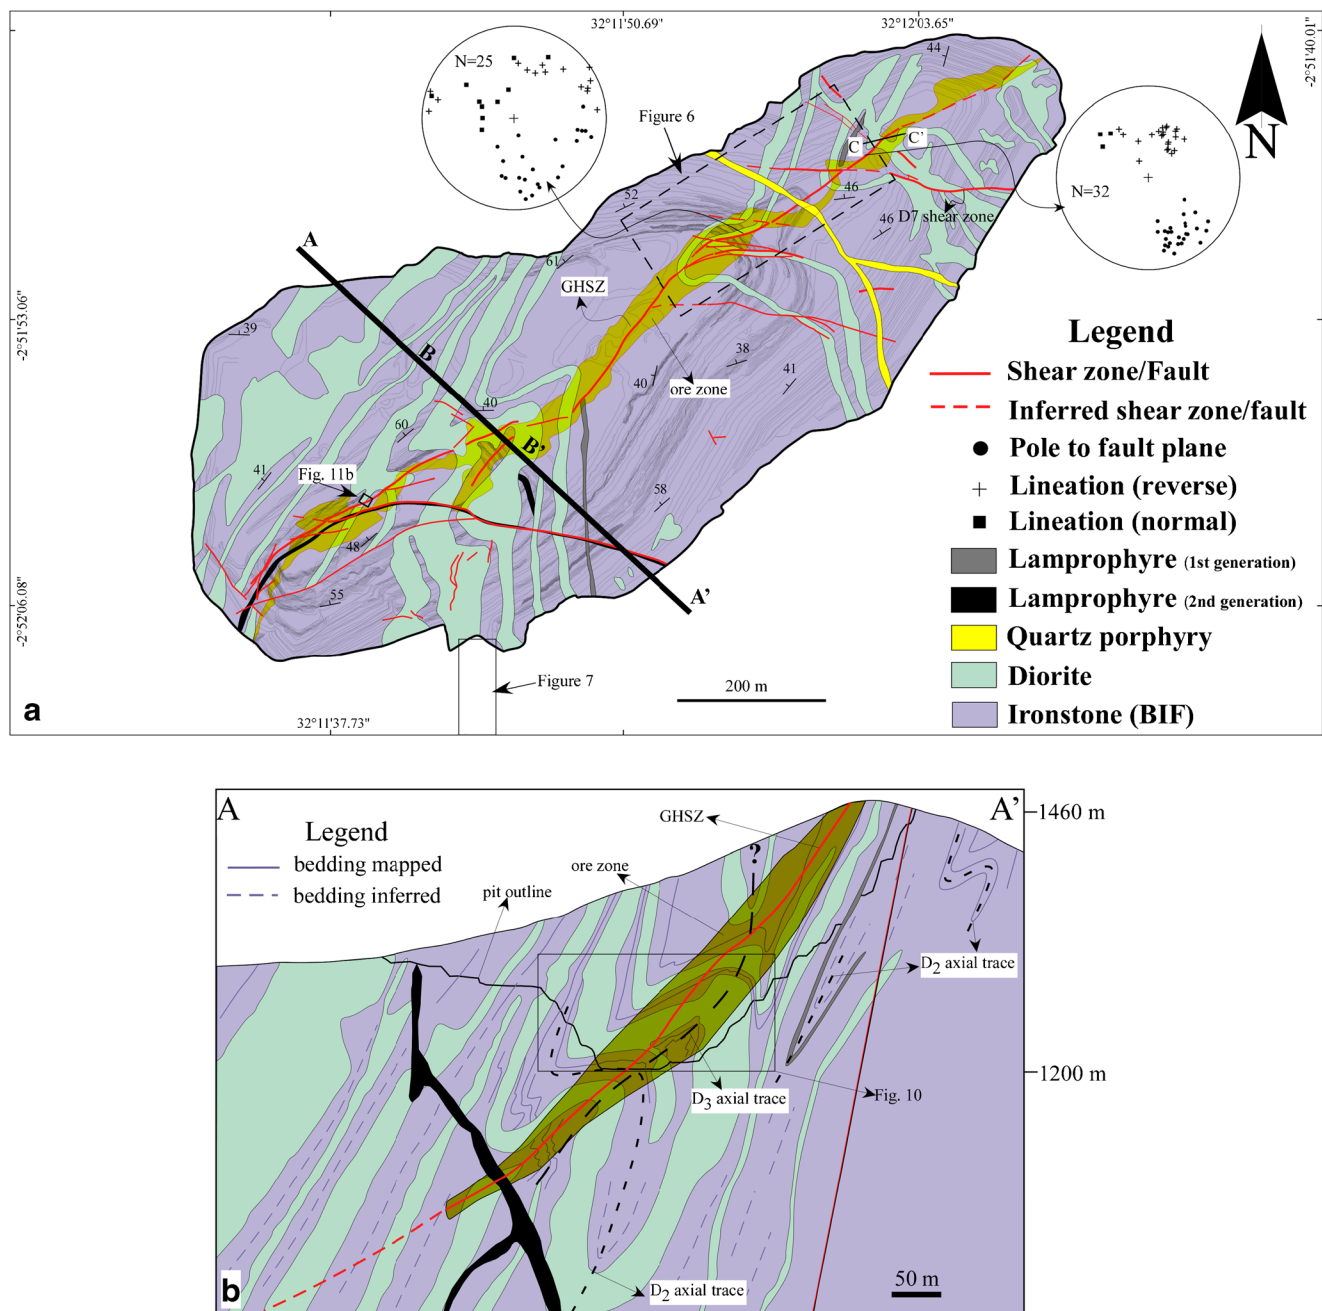 32°11'50.69"
32°12'03.65"
-2°51'40.01"
N=25
44
Figure 6
N
C
C'
N=32
52
46
46
D7 shear zone
A
61
GHSZ
39
-2°51'53.06"
B
38
40
41
ore zone
40
60
B'
41
Fig. 11b
58
48
55
A'
-2°52'06.08"
Figure 7
200 m
32°11'37.73"
a
Legend
Shear zone/Fault
Inferred shear zone/fault
Pole to fault plane
Lineation (reverse)
Lineation (normal)
Lamprophyre (1st generation)
Lamprophyre (2nd generation)
Quartz porphyry
Diorite
Ironstone (BIF)
A
A'
1460 m
Legend
bedding mapped
bedding inferred
GHSZ
?
ore zone
pit outline
D2 axial trace
1200 m
Fig. 10
D3 axial trace
D2 axial trace
50 m
b